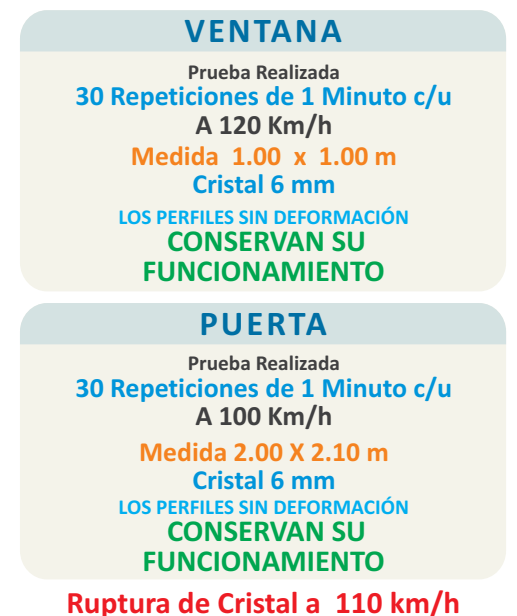 VENTANA
Prueba Realizada
30 Repeticiones de 1 Minuto c/u
A 120 Km/h
Medida 1.00 x 1.00 m
Cristal 6 mm
LOS PERFILES SIN DEFORMACIÓN
CONSERVAN SU
FUNCIONAMIENTO
PUERTA
Prueba Realizada
30 Repeticiones de 1 Minuto c/u
A 100 Km/h
Medida 2.00 X 2.10 m
Cristal 6 mm
LOS PERFILES SIN DEFORMACIÓN
CONSERVAN SU
FUNCIONAMIENTO
Ruptura de Cristal a 110 km/h